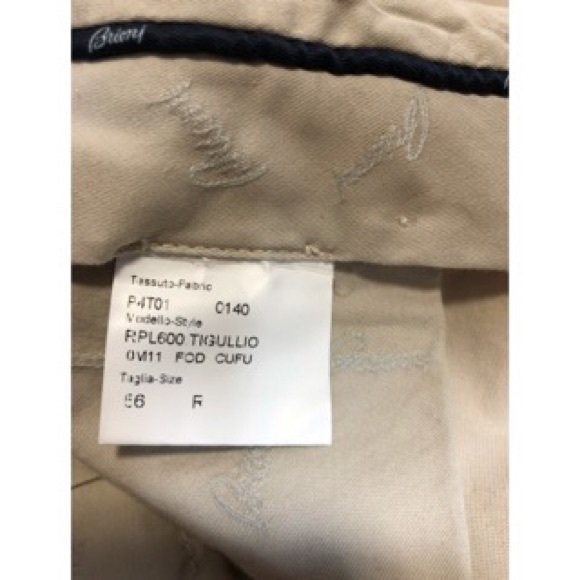 Brioni
Tessuto-Fabric
P4T01 0140
Modello-Style
RPL600 TIGULLIO
0M11 FOD CUFU
Taglia-Size
56 R